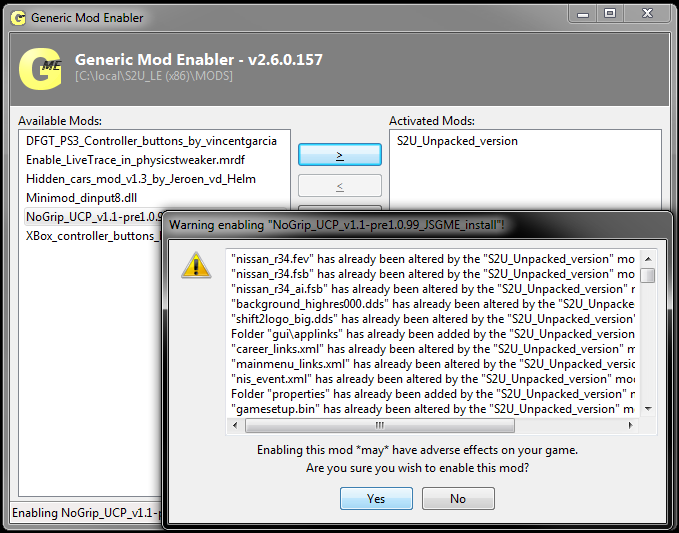 Generic Mod Enabler
GME
Generic Mod Enabler - v2.6.0.157
[C:\local\S2U_LE (x86)\MODS]
Available Mods:
Activated Mods:
DFGT_PS3_Controller_buttons_by_vincentgarcia
Enable_LiveTrace_in_physicstweaker.mrdf
Hidden_cars_mod_v1.3_by_Jeroen_vd_Helm
Minimod_dinput8.dll
NoGrip_UCP_v1.1-pre1.0.9
XBox_controller_buttons_
>
<
S2U_Unpacked_version
Warning enabling "NoGrip_UCP_v1.1-pre1.0.99_JSGME_install"!
"nissan_r34.fev" has already been altered by the "S2U_Unpacked_version" mo
"nissan_r34.fsb" has already been altered by the "S2U_Unpacked_version" mo
"nissan_r34_ai.fsb" has already been altered by the "S2U_Unpacked_version"
"background_highres000.dds" has already been altered by the "S2U_Unpacke
"shift2logo_big.dds" has already been altered by the "S2U_Unpacked_version"
Folder "gui\applinks" has already been added by the "S2U_Unpacked_version
"career_links.xml" has already been altered by the "S2U_Unpacked_version" m
"mainmenu_links.xml" has already been altered by the "S2U_Unpacked_versio
"nis_event.xml" has already been altered by the "S2U_Unpacked_version" mo
Folder "properties" has already been added by the "S2U_Unpacked_version"
"gamesetup.bin" has already been altered by the "S2U_Unpacked_version" m
Enabling this mod *may* have adverse effects on your game.
Are you sure you wish to enable this mod?
Yes
No
Enabling NoGrip_UCP_v1.1-p